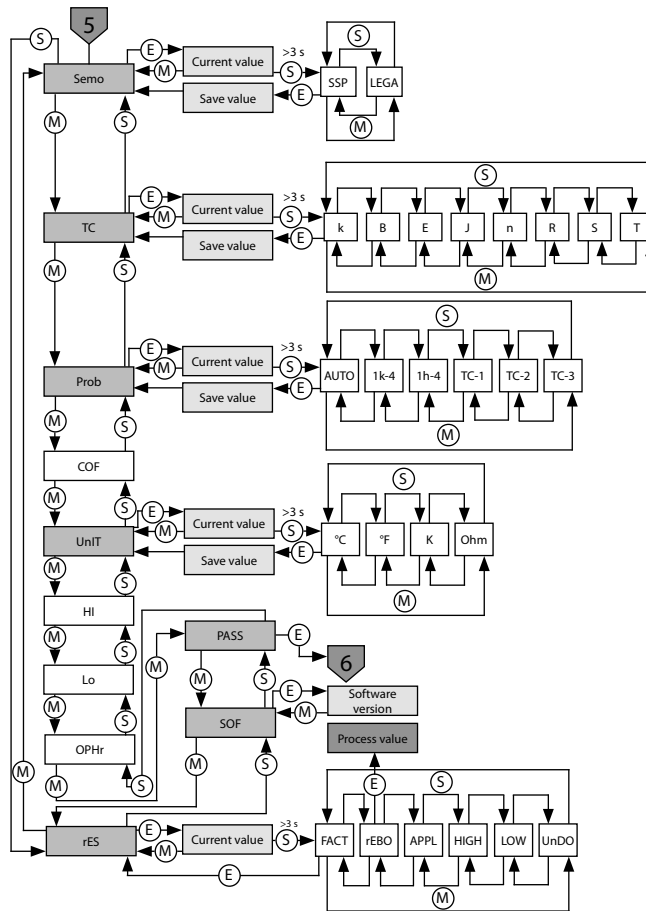 5
S
E
Current value
>3 s
S
Semo
M
S
SSP
LEGA
Save value
E
M
M
S
E
Current value
>3 s
S
TC
M
S
k
B
E
J
n
R
S
T
Save value
E
M
M
S
E
Current value
>3 s
S
Prob
M
S
AUTO
1k-4
1h-4
TC-1
TC-2
TC-3
Save value
E
M
M
S
COF
M
S
E
Current value
>3 s
S
UnIT
M
S
°C
°F
K
Ohm
Save value
E
M
M
S
HI
M
S
Lo
M
S
OPHr
M
S
M
PASS
E
6
M
S
E
Software
version
SOF
M
M
S
Process value
M
E
S
rES
E
Current value
>3 s
S
M
FACT
rEBO
APPL
HIGH
LOW
UnDO
E
M